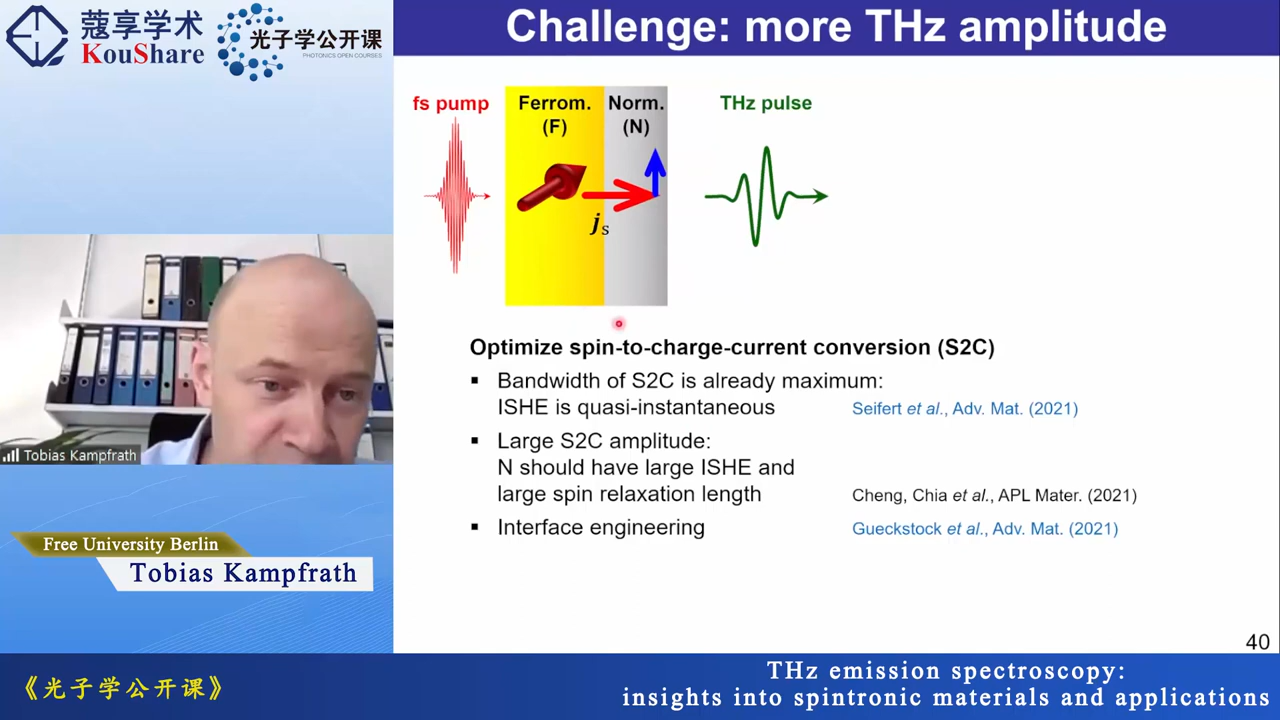 蔻享学术
KouShare
光子学公开课
PHOTONICS OPEN COURSES
Challenge: more THz amplitude
fs pump
Ferrom.
(F)
Norm.
(N)
THz pulse
js
Optimize spin-to-charge-current conversion (S2C)
▪ Bandwidth of S2C is already maximum:
ISHE is quasi-instantaneous
Seifert et al., Adv. Mat. (2021)
▪ Large S2C amplitude:
N should have large ISHE and
large spin relaxation length
Cheng, Chia et al., APL Mater. (2021)
▪ Interface engineering
Gueckstock et al., Adv. Mat. (2021)
40
Tobias Kampfrath
Free University Berlin
Tobias Kampfrath
《光子学公开课》
THz emission spectroscopy:
insights into spintronic materials and applications